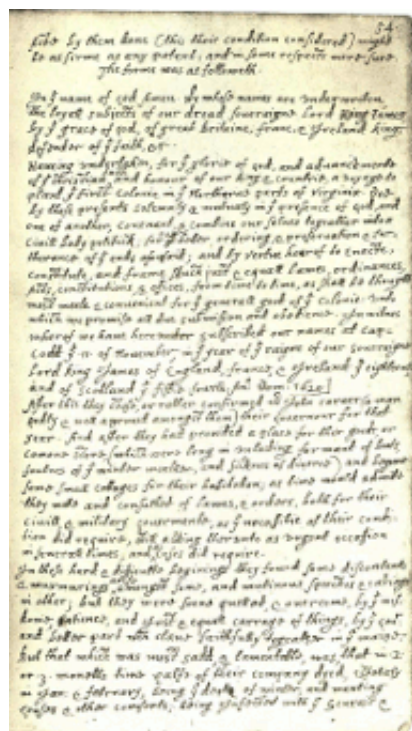 54
by them done (this their condition considered) might
be as firme as any patent; and in some respects more sure.
The forme was as followeth.
In yͤ name of god Amen. We whose names are underwriten,
the loyall subjects of our dread soveraigne Lord King James
by yͤ grace of god, of great Britaine, franc, & Ireland king,
defender of yͤ faith, &c
Haveing undertaken, for yͤ glorie of god, and advancemente
of yͤ christian and honour of our king & countrie, a voyage to
plant yͤ first colonie in yͤ Northerne parts of Virginia. Doe
by these presents solemnly & mutualy in yͤ presence of god, and
one of another, covenant, & combine our selves togeather into a
Civill body politick; for our better ordering, & preservation & fur-
therance of yͤ ends aforesaid; and by vertue hearof to enacte,
constitute, and frame shuch just & equall Lawes, ordinances,
Acts, constitutions, & offices, from time to time, as shall be thought
most meete & convenient for yͤ generall good of yͤ colonie: unto
which we promise all due submission and obedience. In witnes
wherof we have hereunder subscribed our names at Cap-
Codd yͤ ·11· of November, in yͤ year of yͤ raigne of our soveraigne
Lord king James of England, franc, & Ireland yͤ eighteenth
and of Scotland yͤ fiftie fourth. Ano Dom. 1620]
After this they chose, or rather confirmed Mr John carver (a man
godly & well approved amongst them) their Governour for that
year. And after they had provided a place for their goods, or
comone store, (which were long in unlading for want of boats,
foulnes of yͤ winter weather, and sicknes of diverce) and begune
some small cottages for their habitation; as time would admitte
they mette and consulted of lawes, & orders, both for their
civill & military Govermente, as yͤ necessitie of their condi-
tion did require, still adding therunto as urgent occasion
in severall times, and cases did require.
In these hard & difficulte beginings they found some discontents
& murmurings arise amongst some, and mutinous speeches & cariages
in other; but they were soone quelled, & overcome, by yͤ wis-
dome, patience, and just & equall carrage of things, by yͤ Govͬ
and better part wͨh clave faithfully togeather in yͤ maine.
But that which was most sadd, & lamentable, was, that in 2·
or 3· moneths time halfe of their company dyed, espetialy
in Jan: & february, being yͤ depth of winter, and wanting
houses & other comforts; being Infected with yͤ scurvie &